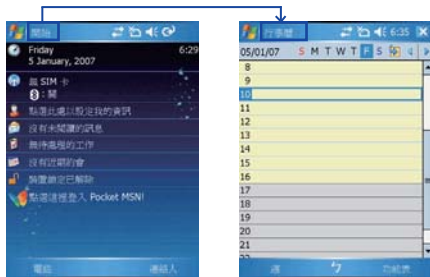 開始
Friday 6:29
5 January, 2007
無 SIM 卡
: 開
點選此處以設定我的資訊
沒有未閱讀的訊息
無待處理的工作
沒有近期約會
裝置鎖定已解除
點選這裡登入 Pocket MSN!
電話 連絡人
行事曆 6:35
05/01/07 S M T W T F S
8
9
10
11
12
13
14
15
16
17
18
19
20
21
22
週 功能表